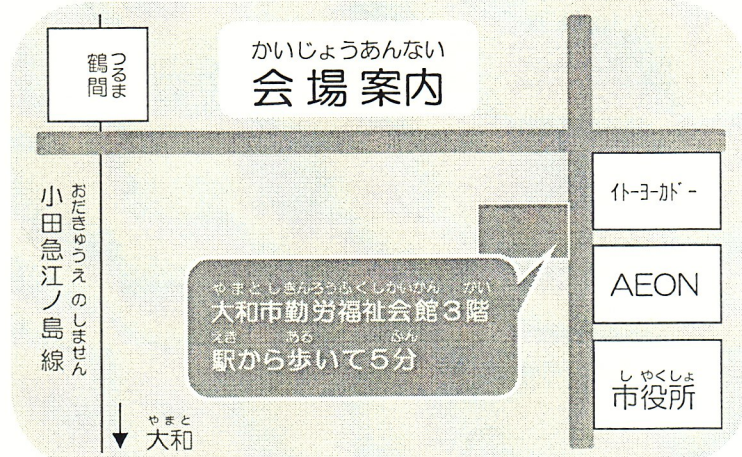 かいじょうあんない
会場案内
つるま
鶴間
おだきゅうえのしません
小田急江ノ島線
やまと
大和
やまとしきんろうふくしかいかん がい
大和市勤労福祉会館3階
えき ある ふん
駅から歩いて5分
ｲﾄｰﾖｰｶﾄﾞｰ
AEON
しやくしょ
市役所